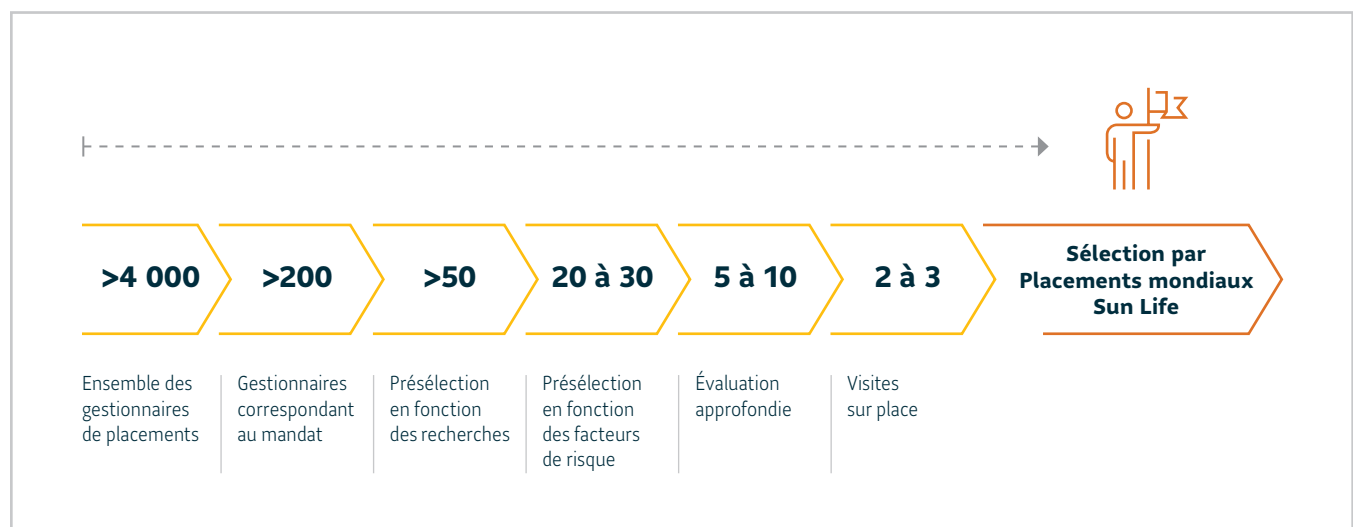 >4 000
>200
>50
20 à 30
5 à 10
2 à 3
Sélection par
Placements mondiaux
Sun Life
Ensemble des
gestionnaires
de placements
Gestionnaires
correspondant
au mandat
Présélection
en fonction
des recherches
Présélection
en fonction
des facteurs
de risque
Évaluation
approfondie
Visites
sur place